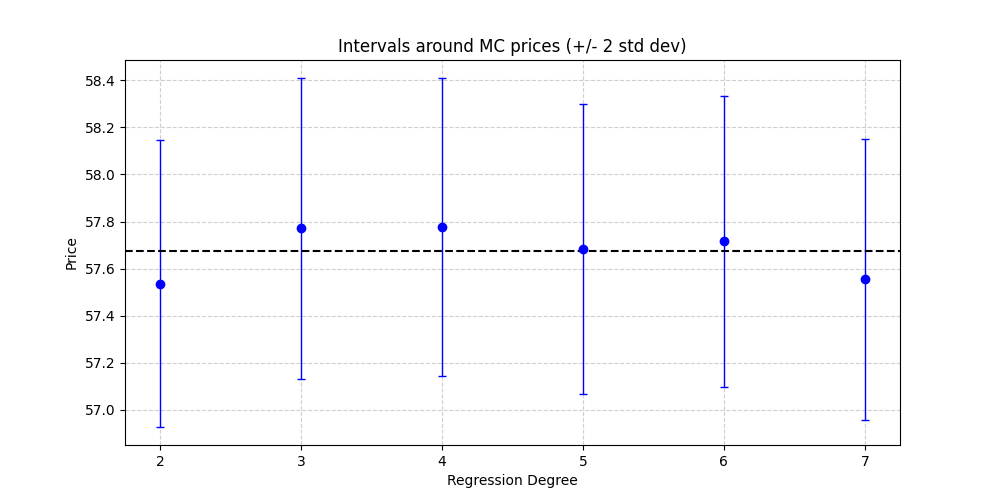 Intervals around MC prices (+/- 2 std dev)
58.4
58.2
58.0
57.8
57.6
57.4
57.2
57.0
Price
2 3 4 5 6 7
Regression Degree